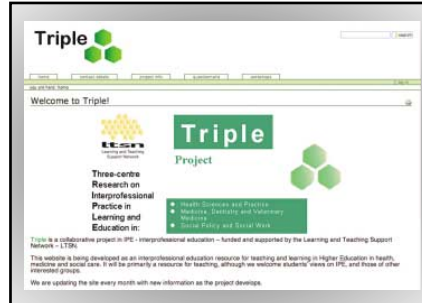 Triple
search
home
contact details
project info
questionnaire
workshops
log in
you are here: home
Welcome to Triple!
LTSN
Learning and Teaching
Support Network
Triple
Project
Three-centre
Research on
Interprofessional
Practice in
Learning and
Education in:
Health Sciences and Practice
Medicine, Dentistry and Veterinary
Medicine
Social Policy and Social Work
Triple is a collaborative project in IPE - interprofessional education – funded and supported by the Learning and Teaching Support
Network – LTSN.
This website is being developed as an interprofessional education resource for teaching and learning in Higher Education in health,
medicine and social care. It will be primarily a resource for teaching, although we welcome students' views on IPE, and those of other
interested groups.
We are updating the site every month with new information as the project develops.